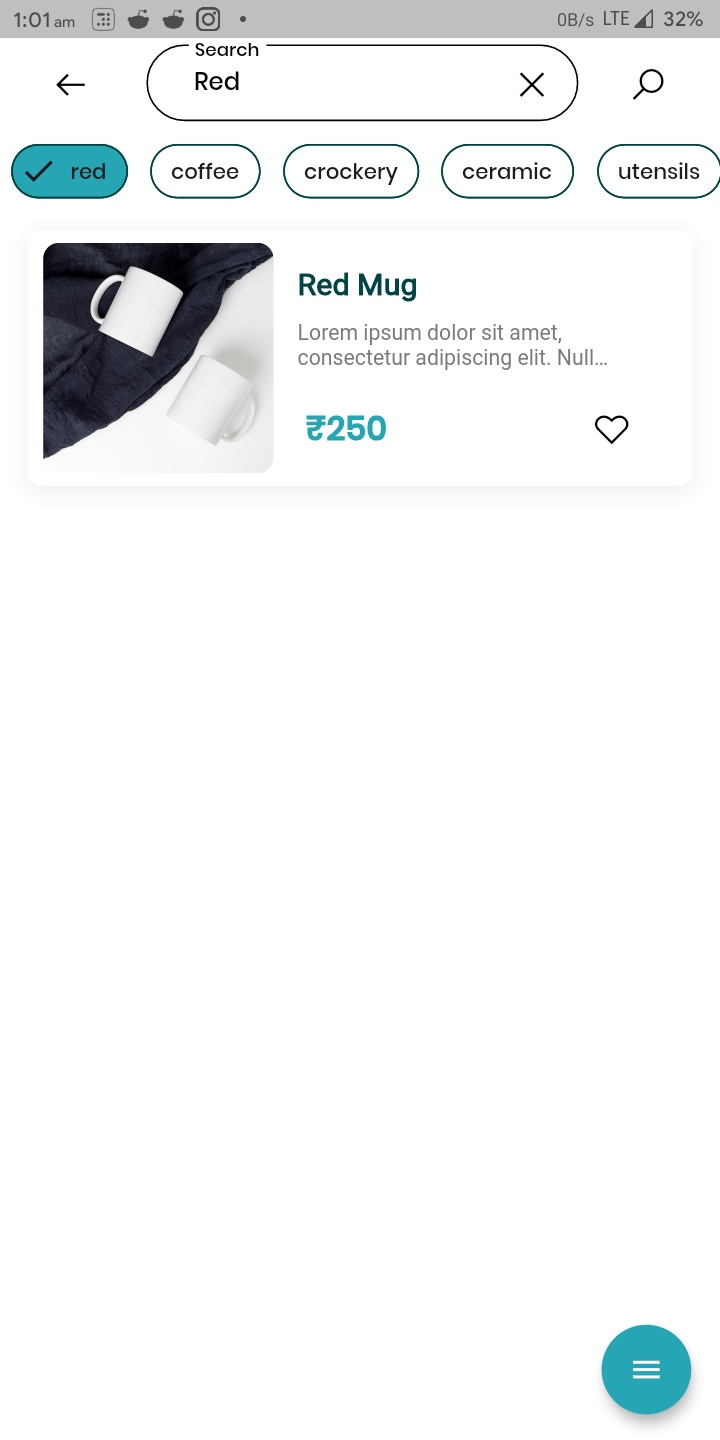 1:01 am 0B/s LTE 32%
Search
Red
red coffee crockery ceramic utensils
Red Mug
Lorem ipsum dolor sit amet,
consectetur adipiscing elit. Null...
₹250